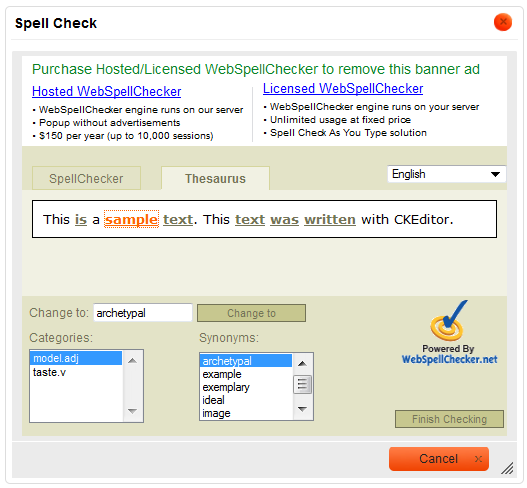 Spell Check
Purchase Hosted/Licensed WebSpellChecker to remove this banner ad
Hosted WebSpellChecker
• WebSpellChecker engine runs on our server
• Popup without advertisements
• $150 per year (up to 10,000 sessions)
Licensed WebSpellChecker
• WebSpellChecker engine runs on your server
• Unlimited usage at fixed price
• Spell Check As You Type solution
SpellChecker
Thesaurus
English
This is a sample text. This text was written with CKEditor.
Change to: archetypal Change to
Categories:
model.adj
taste.v
Synonyms:
archetypal
example
exemplary
ideal
image
Powered By
WebSpellChecker.net
Finish Checking
Cancel